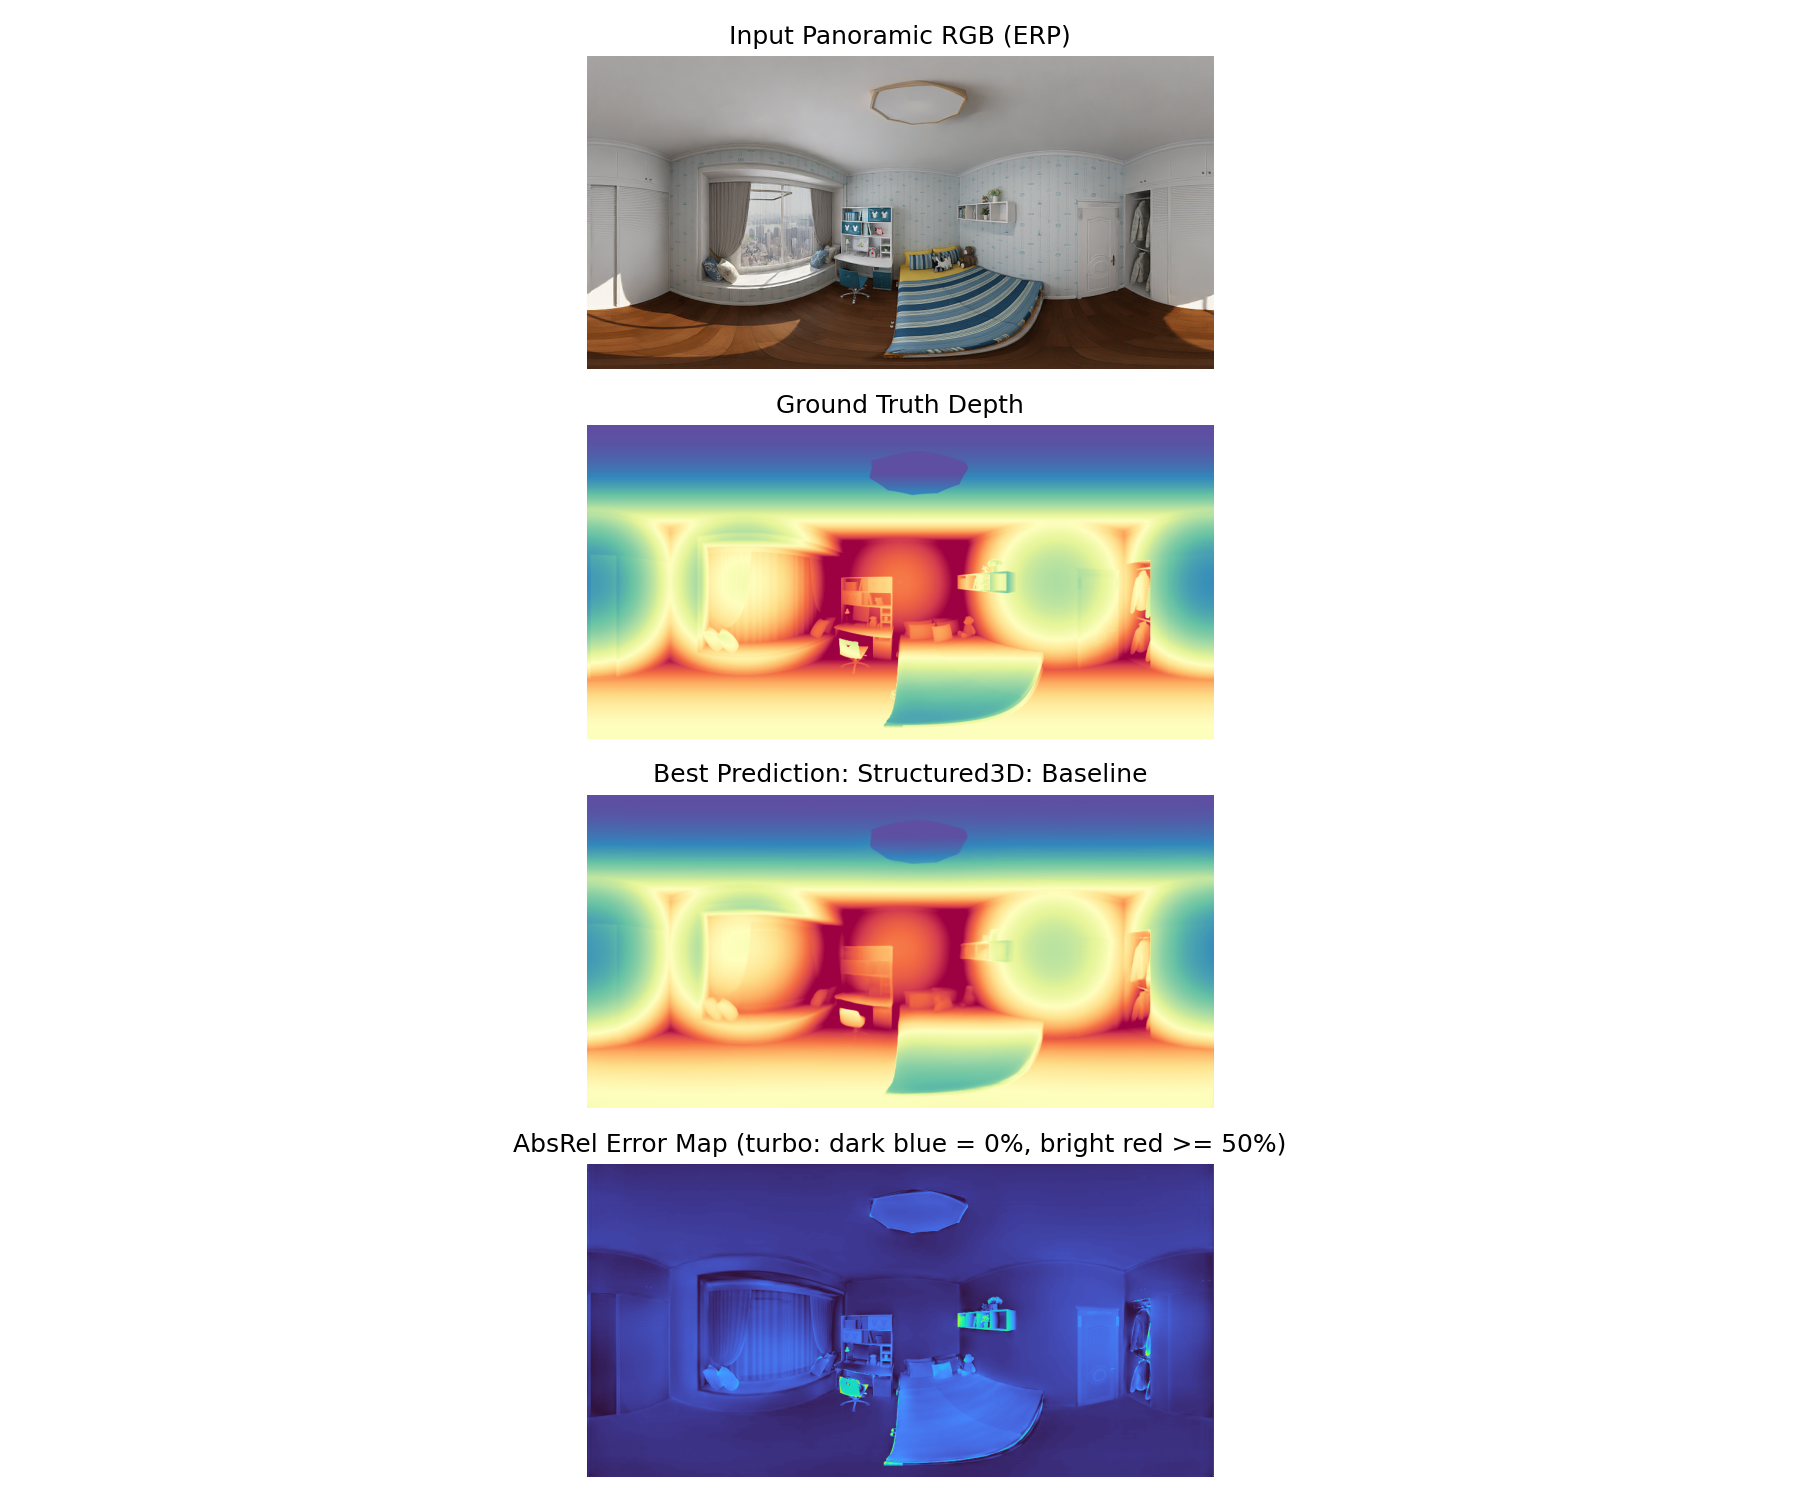 Input Panoramic RGB (ERP)
Ground Truth Depth
Best Prediction: Structured3D: Baseline
AbsRel Error Map (turbo: dark blue = 0%, bright red >= 50%)